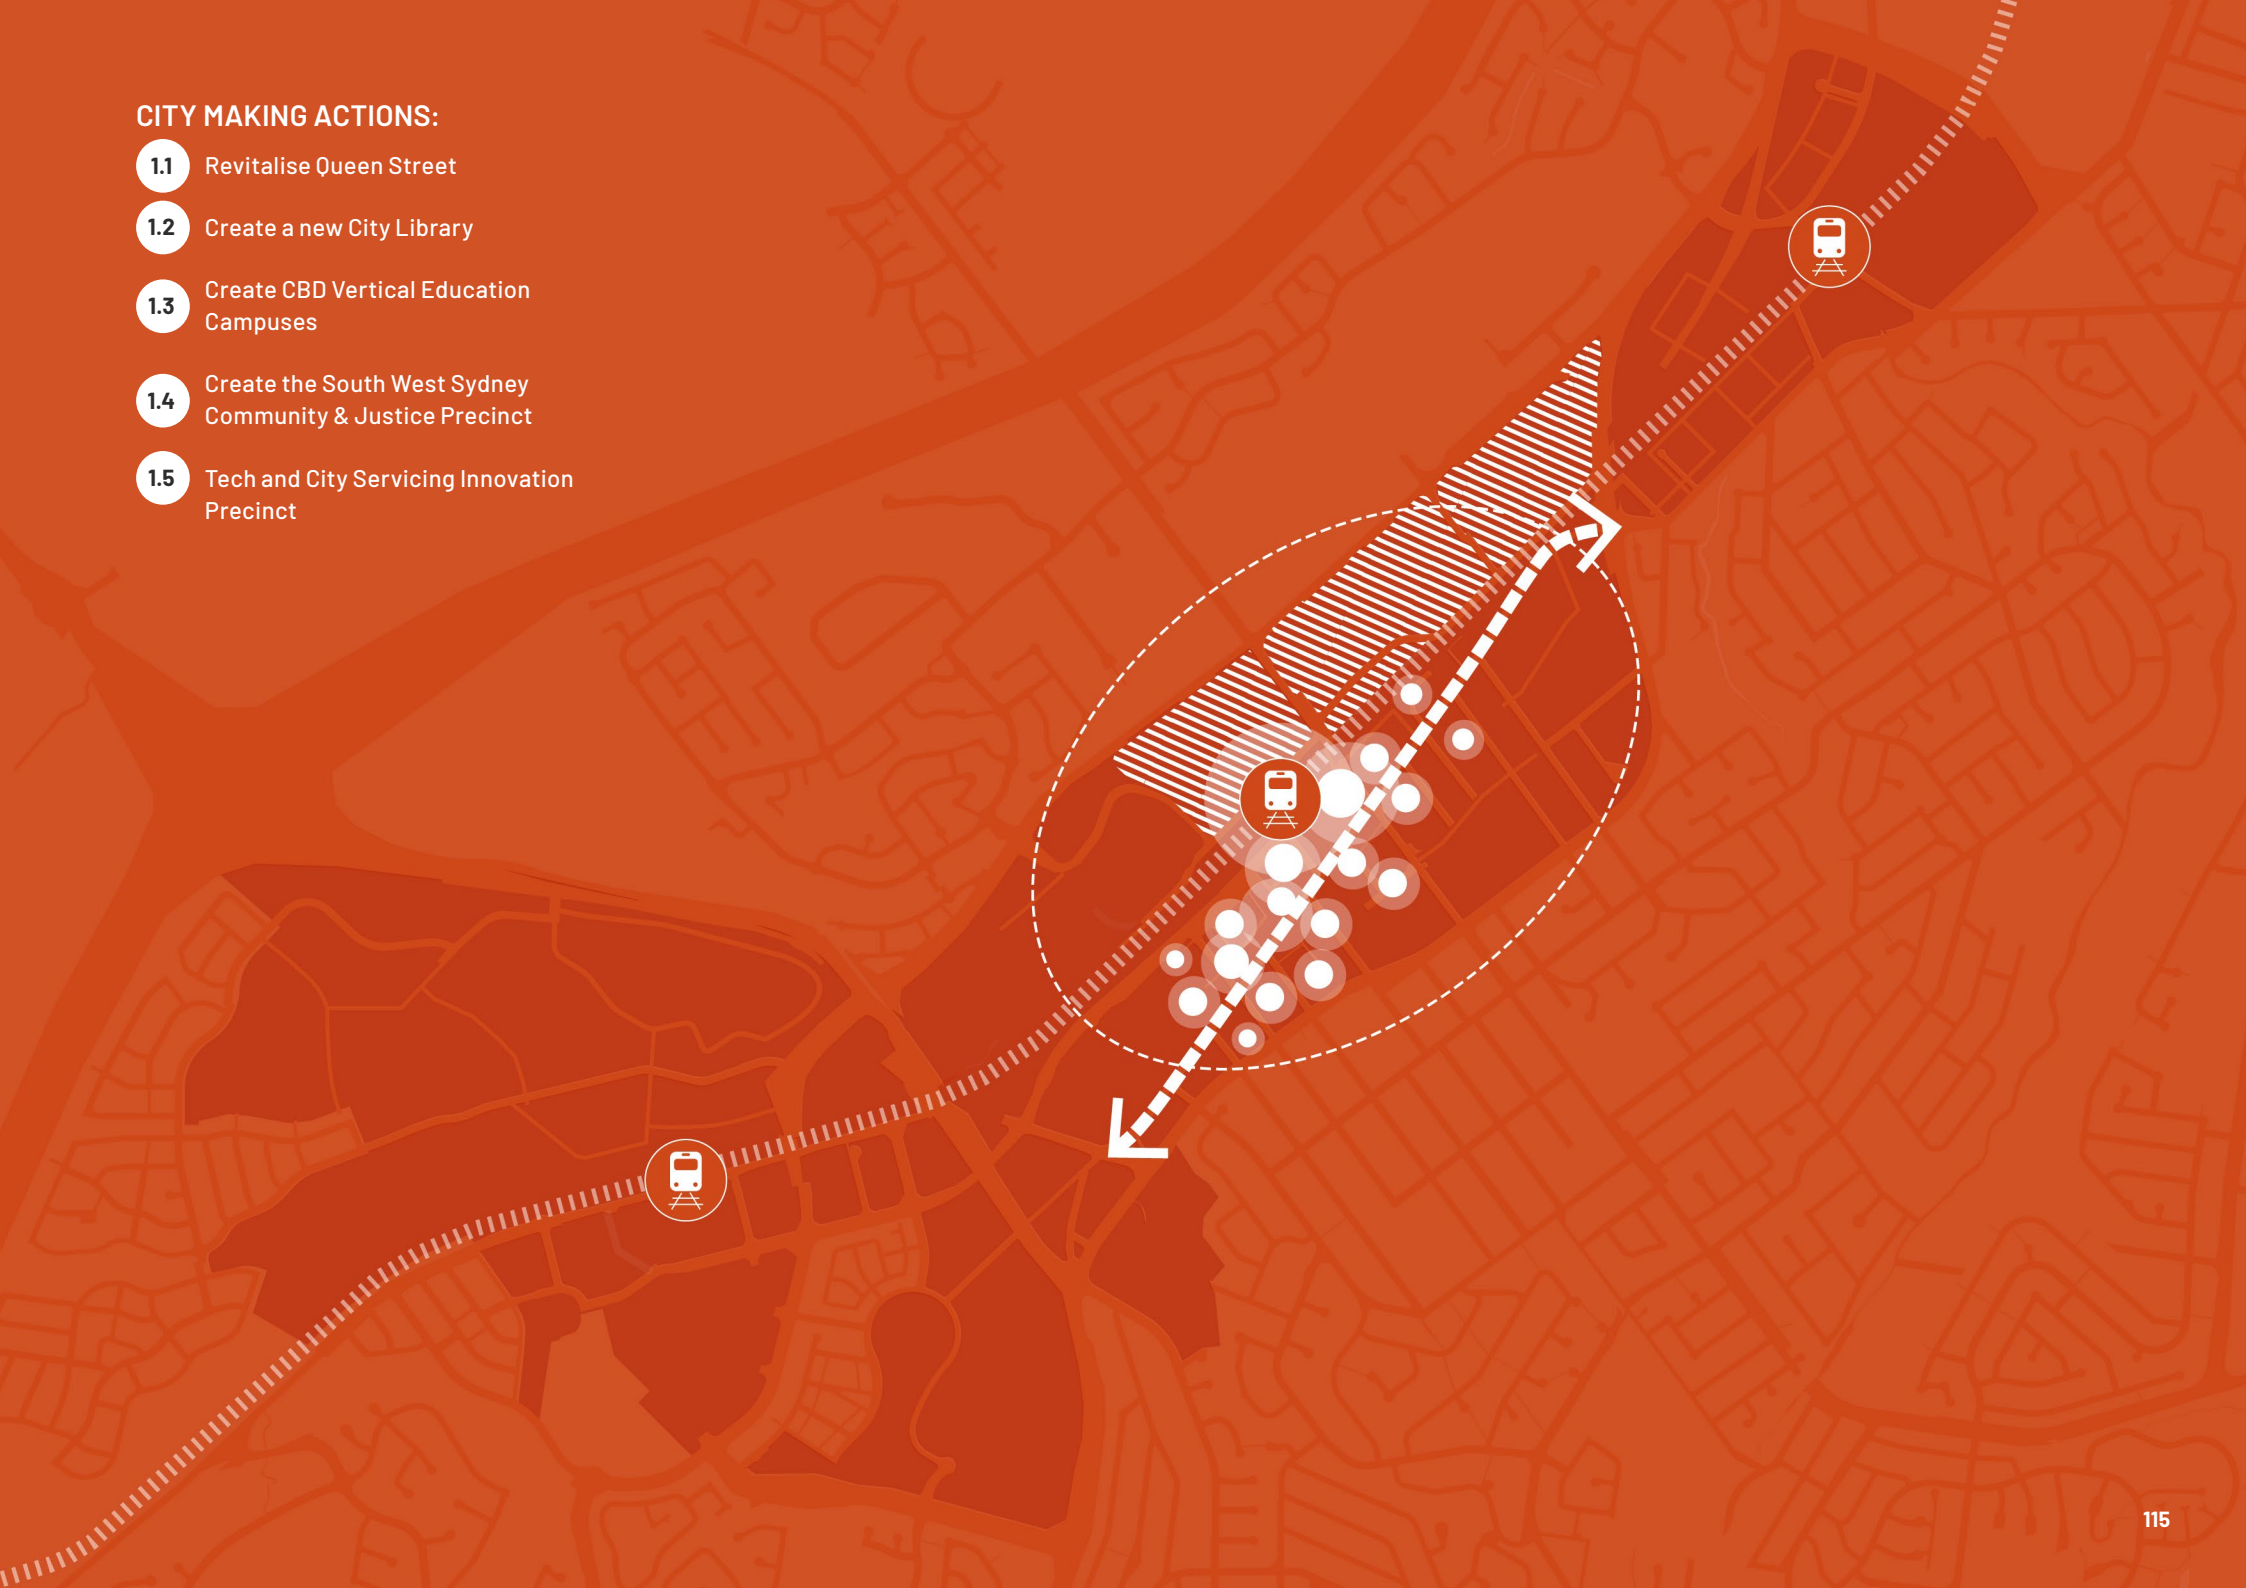 CITY MAKING ACTIONS:
1.1 Revitalise Queen Street
1.2 Create a new City Library
1.3 Create CBD Vertical Education
Campuses
1.4 Create the South West Sydney
Community & Justice Precinct
1.5 Tech and City Servicing Innovation
Precinct
115